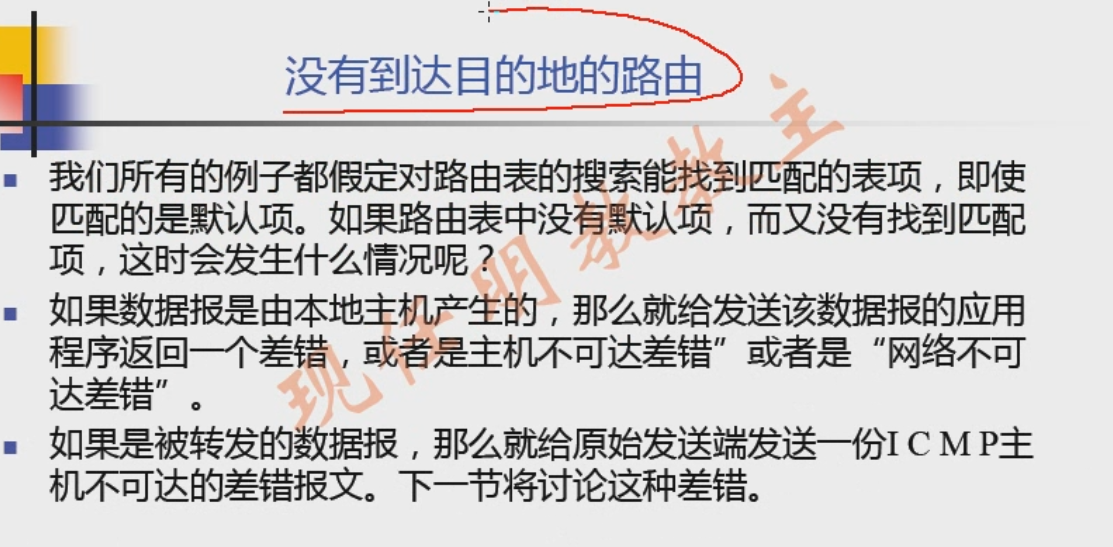 没有到达目的地的路由
我们所有的例子都假定对路由表的搜索能找到匹配的表项，即使
匹配的是默认项。如果路由表中没有默认项，而又没有找到匹配
项，这时会发生什么情况呢？
如果数据报是由本地主机产生的，那么就给发送该数据报的应用
程序返回一个差错，或者是主机不可达差错”或者是“网络不可
达差错”。
如果是被转发的数据报，那么就给原始发送端发送一份I C M P主
机不可达的差错报文。下一节将讨论这种差错。
现任明教教主